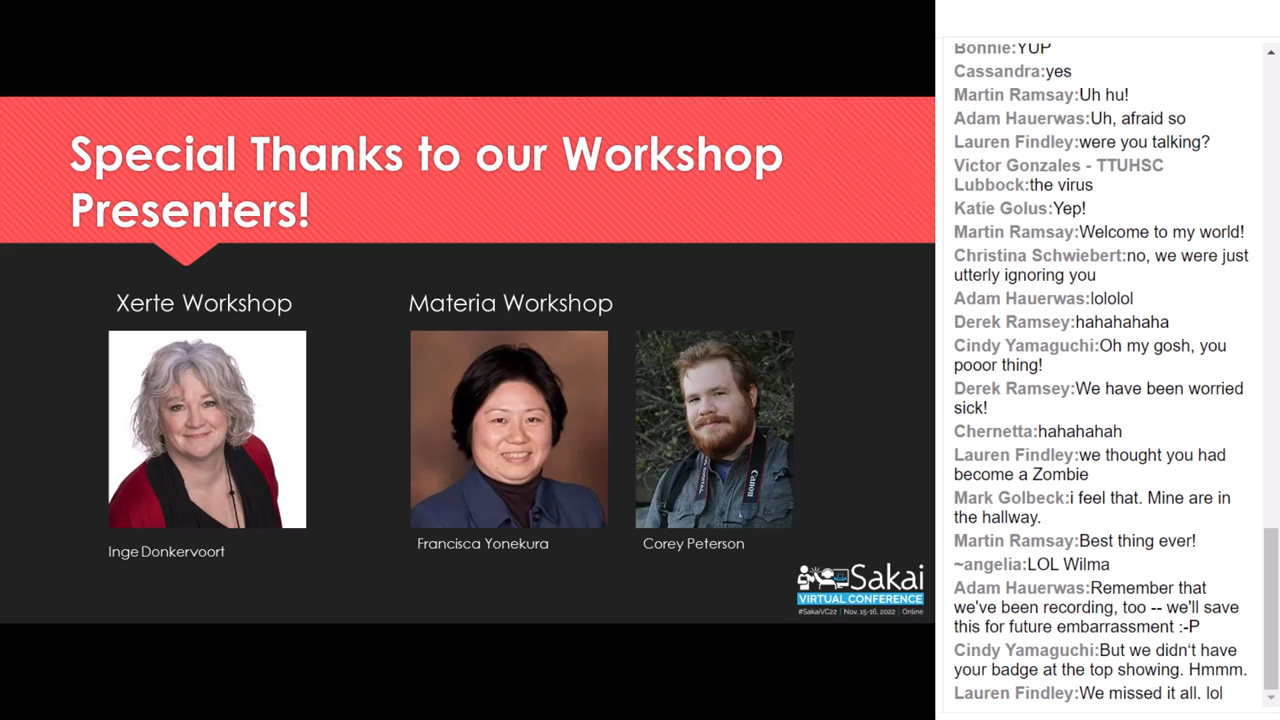 Special Thanks to our Workshop
Presenters!
Xerte Workshop
Materia Workshop
Inge Donkervoort
Francisca Yonekura
Corey Peterson
Canon
Sakai
VIRTUAL CONFERENCE
#SakaiVC22 | Nov. 15-16, 2022 | Online
Bonnie:YUP
Cassandra:yes
Martin Ramsay:Uh hu!
Adam Hauerwas:Uh, afraid so
Lauren Findley:were you talking?
Victor Gonzales - TTUHSC
Lubbock:the virus
Katie Golus:Yep!
Martin Ramsay:Welcome to my world!
Christina Schwiebert:no, we were just
utterly ignoring you
Adam Hauerwas:lololol
Derek Ramsey:hahahahaha
Cindy Yamaguchi:Oh my gosh, you
pooor thing!
Derek Ramsey:We have been worried
sick!
Chernetta:hahahahah
Lauren Findley:we thought you had
become a Zombie
Mark Golbeck:i feel that. Mine are in
the hallway.
Martin Ramsay:Best thing ever!
~angelia:LOL Wilma
Adam Hauerwas:Remember that
we've been recording, too -- we'll save
this for future embarrassment :-P
Cindy Yamaguchi:But we didn't have
your badge at the top showing. Hmmm.
Lauren Findley:We missed it all. lol